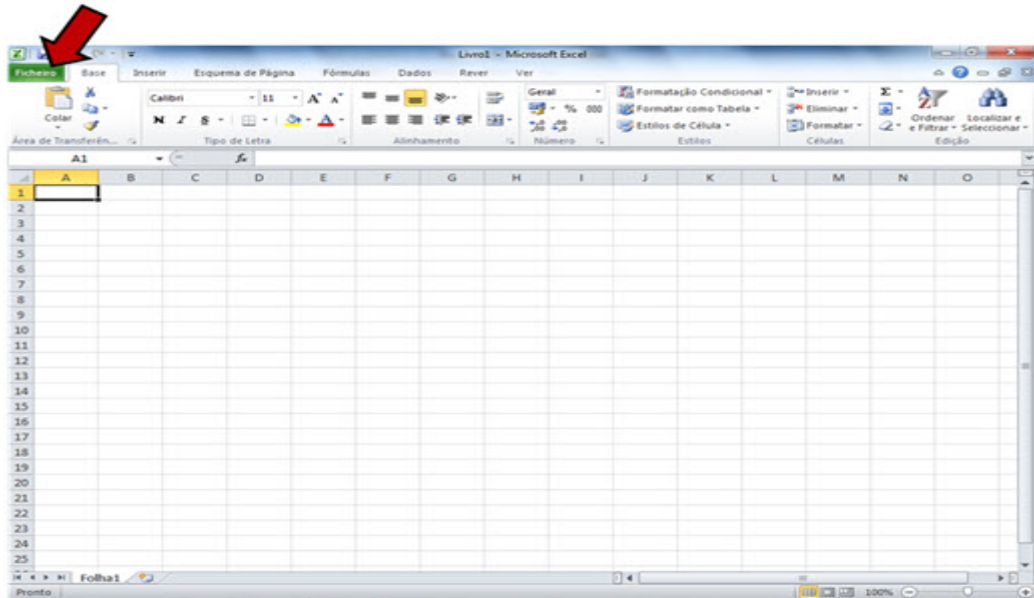 Livro1 - Microsoft Excel
Ficheiro Base Inserir Esquema de Página Fórmulas Dados Rever Ver
Colar
Área de Transferên...
Calibri 11 A A
N I S A
Tipo de Letra
Alinhamento
Geral
% 000
Número
Formatação Condicional
Formatar como Tabela
Estilos de Célula
Estilos
Inserir
Eliminar
Formatar
Células
Σ
Ordenar e Filtrar
Localizar e Seleccionar
Edição
A1 fx
A B C D E F G H I J K L M N O
1
2
3
4
5
6
7
8
9
10
11
12
13
14
15
16
17
18
19
20
21
22
23
24
25
Folha1
Pronto 100%